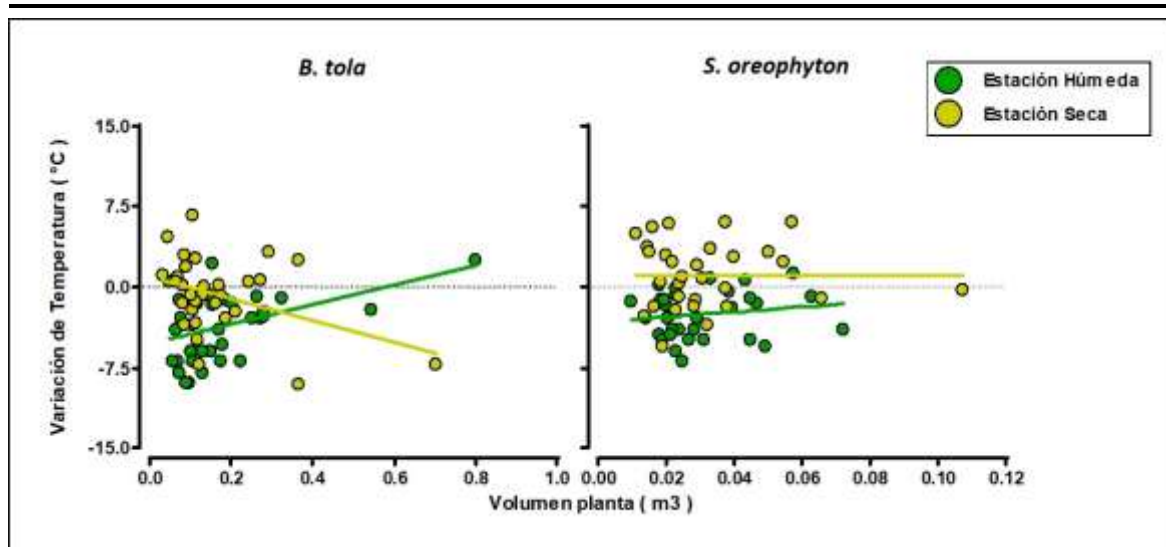 B. tola
S. oreophyton
Estación Húmeda
Estación Seca
Variación de Temperatura ( °C )
15.0
7.5
0.0
-7.5
-15.0
0.0 0.2 0.4 0.6 0.8 1.0
0.00 0.02 0.04 0.06 0.08 0.10 0.12
Volumen planta ( m3 )